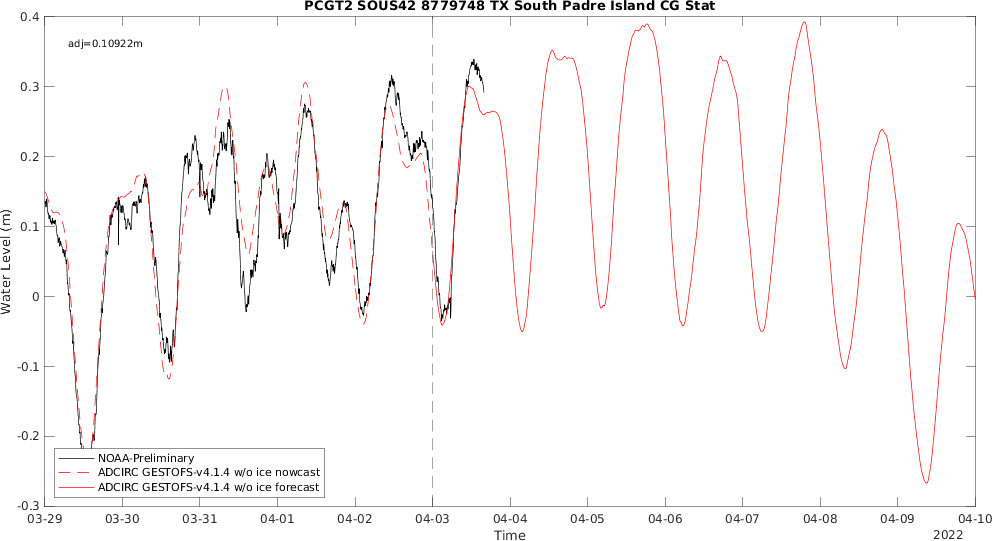 PCGT2 SOUS42 8779748 TX South Padre Island CG Stat
adj=0.10922m
0.4
0.3
0.2
0.1
0
-0.1
-0.2
-0.3
Water Level (m)
NOAA-Preliminary
ADCIRC GESTOFS-v4.1.4 w/o ice nowcast
ADCIRC GESTOFS-v4.1.4 w/o ice forecast
03-29 03-30 03-31 04-01 04-02 04-03 04-04 04-05 04-06 04-07 04-08 04-09 04-10
Time
2022